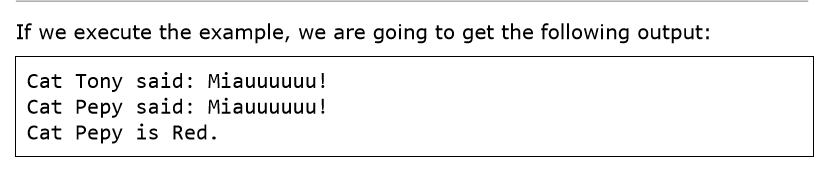 If we execute the example, we are going to get the following output:
Cat Tony said: Miauuuuuu!
Cat Pepy said: Miauuuuuu!
Cat Pepy is Red.